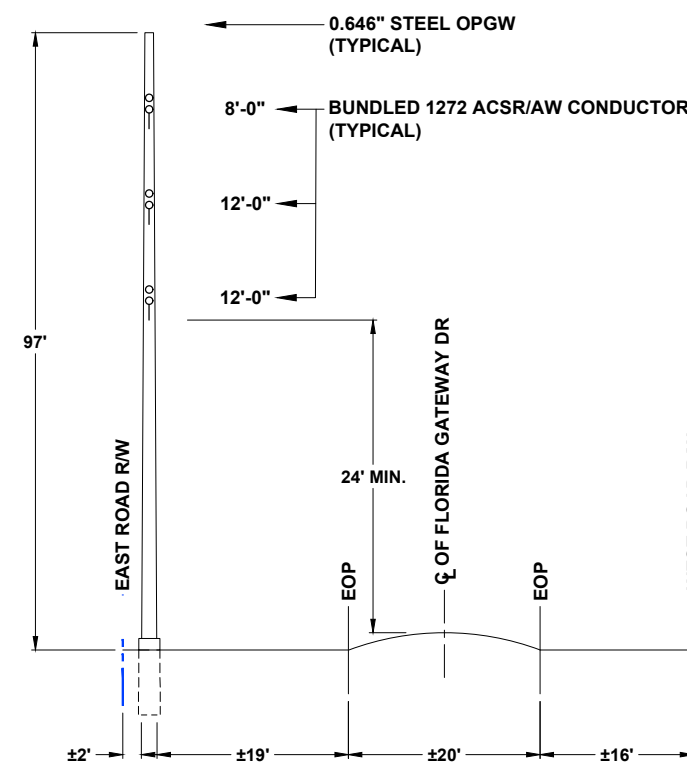 0.646" STEEL OPGW
(TYPICAL)
8'-0"
BUNDLED 1272 ACSR/AW CONDUCTOR
(TYPICAL)
12'-0"
12'-0"
97'
24' MIN.
EAST ROAD R/W
EOP
℄ OF FLORIDA GATEWAY DR
EOP
±2'
±19'
±20'
±16'